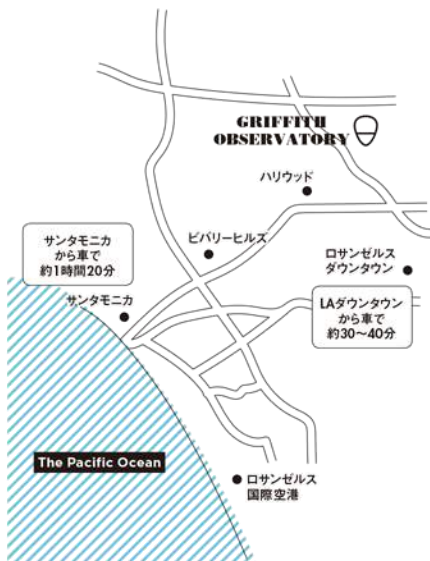 GRIFFITH
OBSERVATORY
ハリウッド
サンタモニカ
から車で
約1時間20分
ビバリーヒルズ
ロサンゼルス
ダウンタウン
サンタモニカ
LAダウンタウン
から車で
約30〜40分
The Pacific Ocean
ロサンゼルス
国際空港